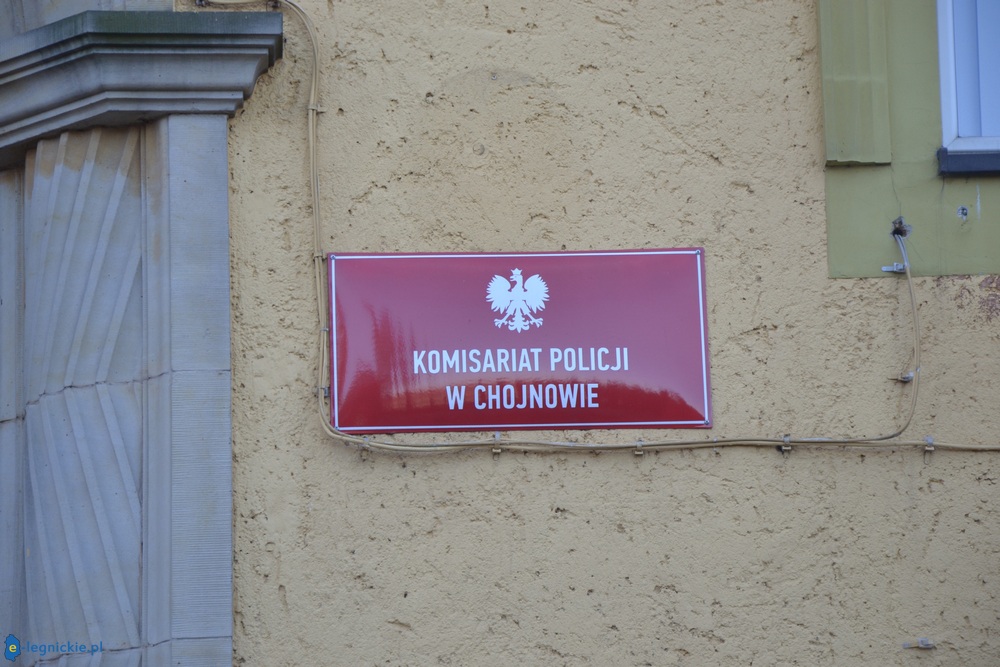 KOMISARIAT POLICJI
W CHOJNOWIE
e-legnickie.pl